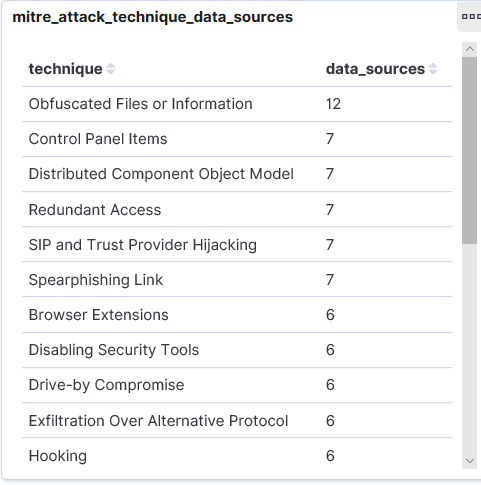 mitre_attack_technique_data_sources
technique data_sources
Obfuscated Files or Information 12
Control Panel Items 7
Distributed Component Object Model 7
Redundant Access 7
SIP and Trust Provider Hijacking 7
Spearphishing Link 7
Browser Extensions 6
Disabling Security Tools 6
Drive-by Compromise 6
Exfiltration Over Alternative Protocol 6
Hooking 6